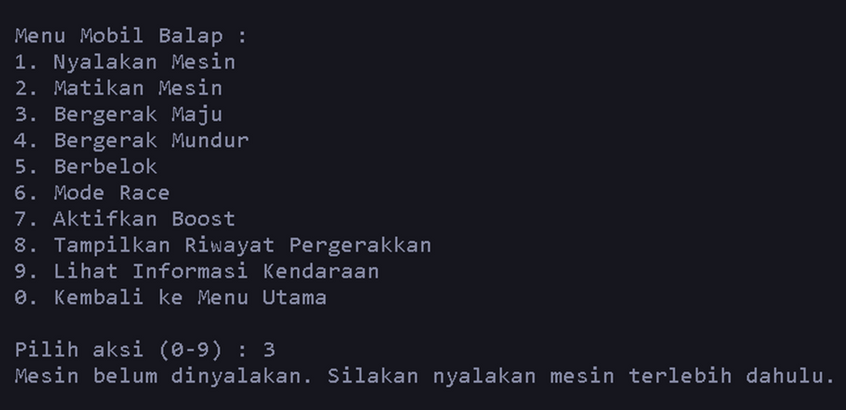 Menu Mobil Balap :
1. Nyalakan Mesin
2. Matikan Mesin
3. Bergerak Maju
4. Bergerak Mundur
5. Berbelok
6. Mode Race
7. Aktifkan Boost
8. Tampilkan Riwayat Pergerakkan
9. Lihat Informasi Kendaraan
0. Kembali ke Menu Utama
Pilih aksi (0-9) : 3
Mesin belum dinyalakan. Silakan nyalakan mesin terlebih dahulu.